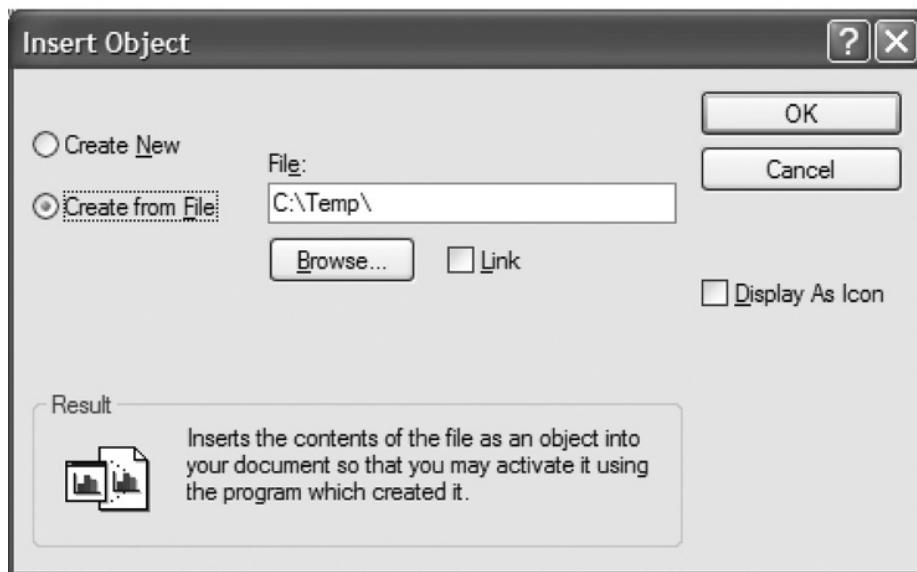 Insert Object
Create New
Create from File
File:
C:\Temp\
Browse...
Link
OK
Cancel
Display As Icon
Result
Inserts the contents of the file as an object into
your document so that you may activate it using
the program which created it.